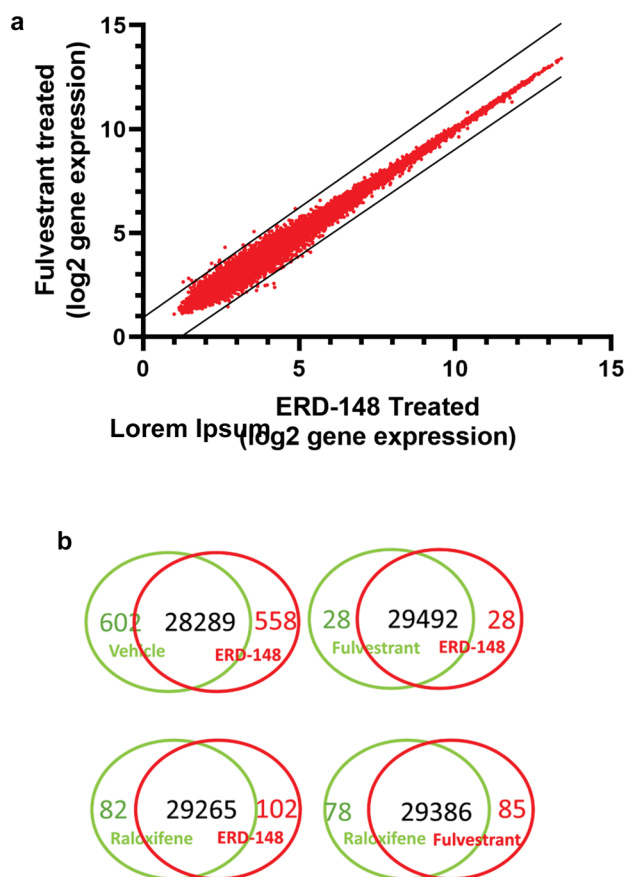 a
Fulvestrant treated
(log2 gene expression)
15
10
5
0
0 5 10 15
ERD-148 Treated
(log2 gene expression)
Lorem Ipsum
b
602 28289 558
Vehicle ERD-148
28 29492 28
Fulvestrant ERD-148
82 29265 102
Raloxifene ERD-148
78 29386 85
Raloxifene Fulvestrant